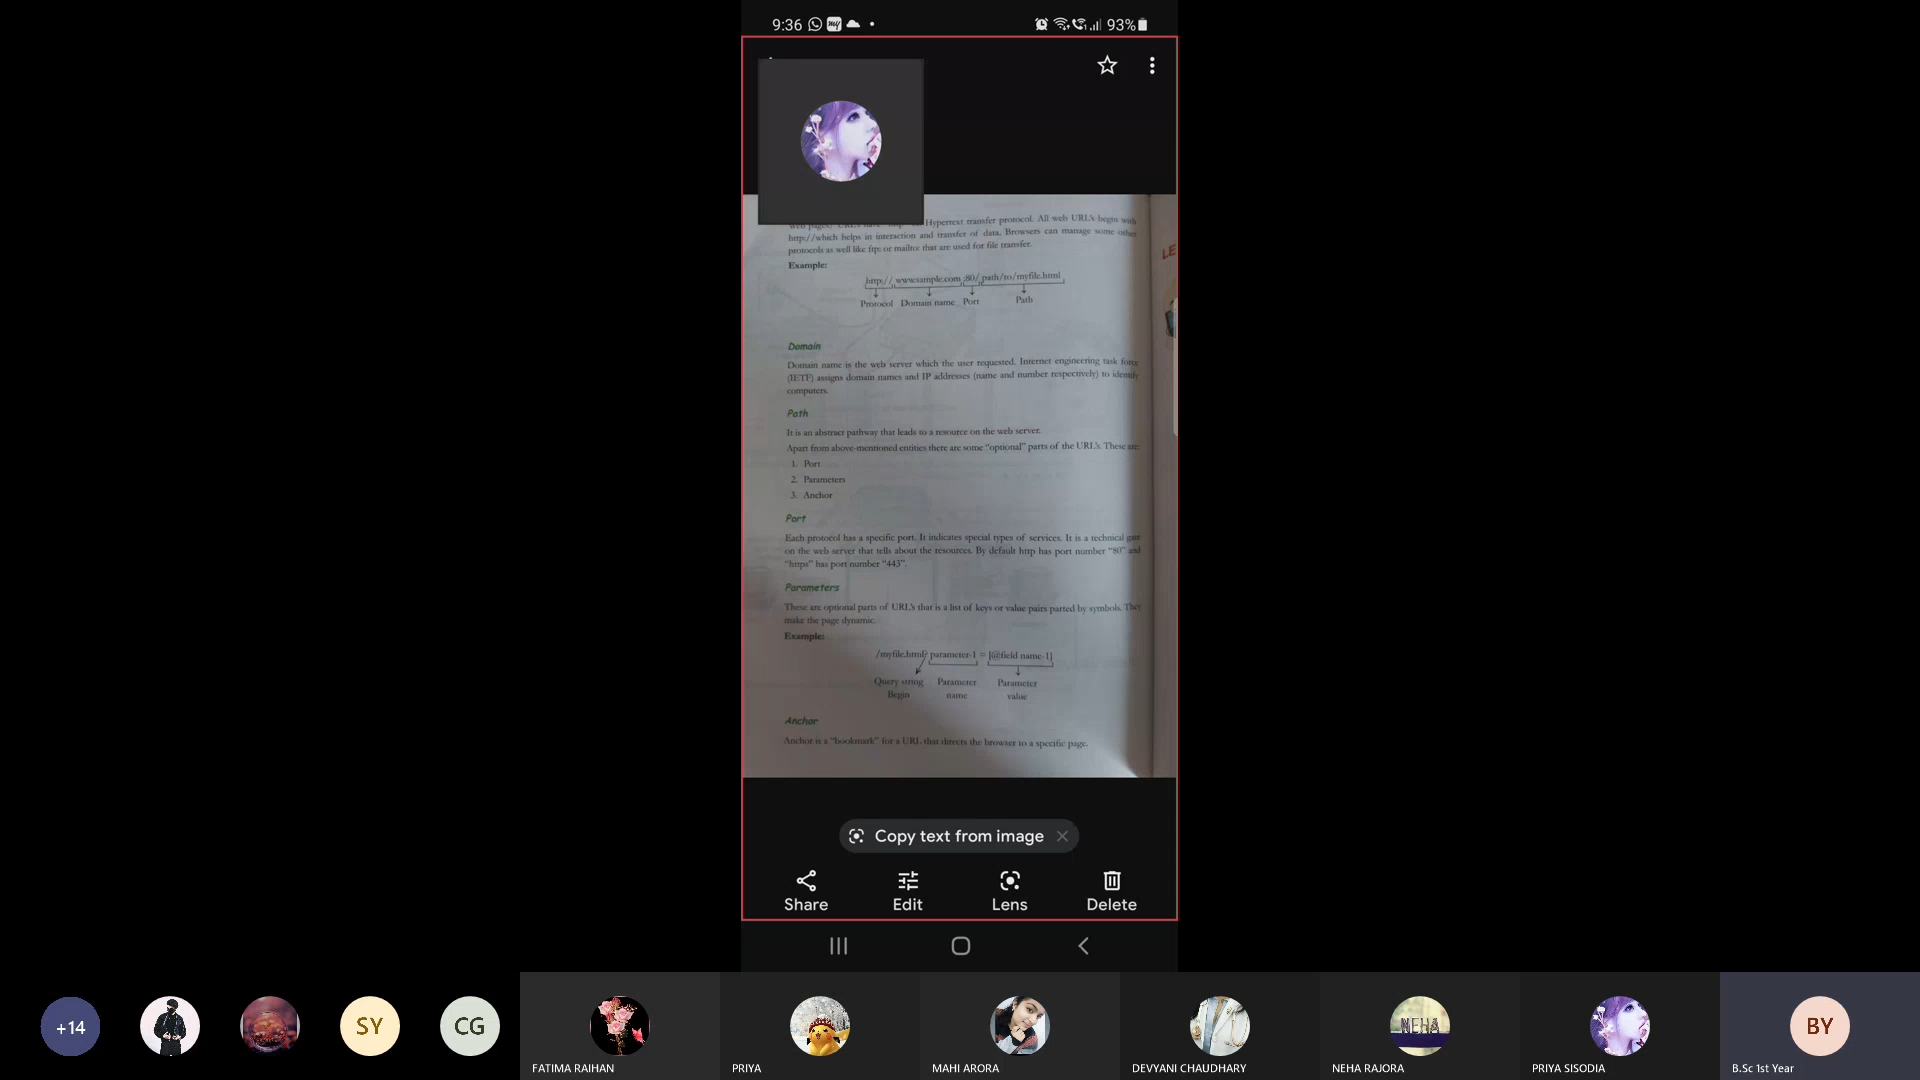 9:36
93%
Hypertext transfer protocol. All web URL's begin with
http://which helps in interaction and transfer of data. Browsers can manage some other
protocols as well like ftp: or mailto: that are used for file transfer.
Example:
http:// www.sample.com :80/ path/to/myfile.html
Protocol Domain name Port Path
Domain
Domain name is the web server which the user requested. Internet engineering task force
(IETF) assigns domain names and IP addresses (name and number respectively) to identify
computers.
Path
It is an abstract pathway that leads to a resource on the web server.
Apart from above-mentioned entities there are some "optional" parts of the URL's. These are:
1. Port
2. Parameters
3. Anchor
Port
Each protocol has a specific port. It indicates special types of services. It is a technical gate
on the web server that tells about the resources. By default http has port number "80" and
"https" has port number "443".
Parameters
These are optional parts of URL's that is a list of keys or value pairs parted by symbols. They
make the page dynamic.
Example:
/myfile.html? parameter-1 = [@field name-1]
Query string Parameter Parameter
Begin name value
Anchor
Anchor is a "bookmark" for a URL that directs the browser to a specific page.
LE
Copy text from image
Share Edit Lens Delete
+14 SY CG NEHA BY
FATIMA RAIHAN PRIYA MAHI ARORA DEVYANI CHAUDHARY NEHA RAJORA PRIYA SISODIA B.Sc 1st Year